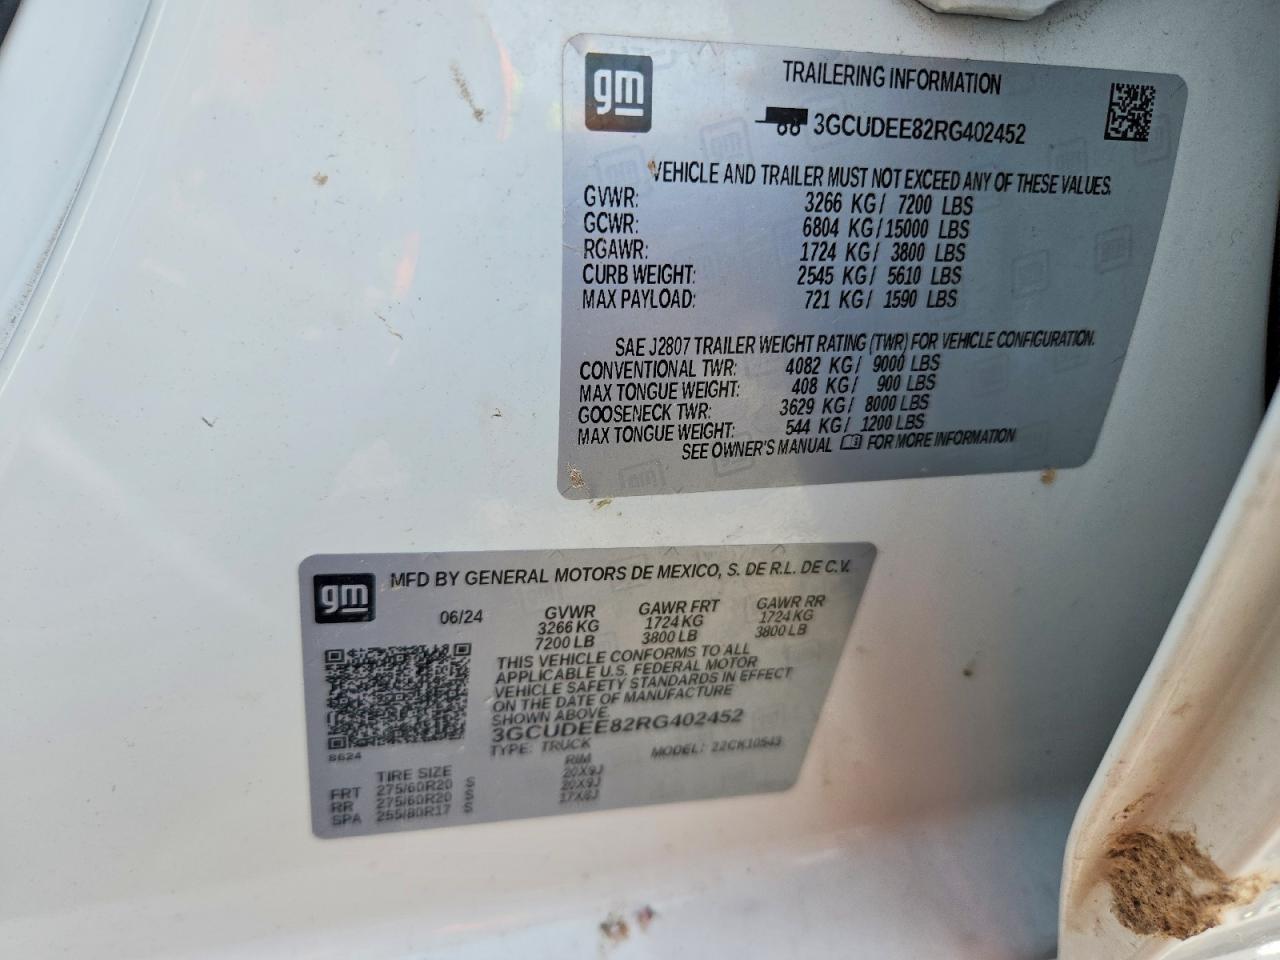 gm
TRAILERING INFORMATION
3GCUDEE82RG402452
VEHICLE AND TRAILER MUST NOT EXCEED ANY OF THESE VALUES.
GVWR: 3266 KG/ 7200 LBS
GCWR: 6804 KG/15000 LBS
RGAWR: 1724 KG/ 3800 LBS
CURB WEIGHT: 2545 KG/ 5610 LBS
MAX PAYLOAD: 721 KG/ 1590 LBS
SAE J2807 TRAILER WEIGHT RATING (TWR) FOR VEHICLE CONFIGURATION.
CONVENTIONAL TWR: 4082 KG/ 9000 LBS
MAX TONGUE WEIGHT: 408 KG/ 900 LBS
GOOSENECK TWR: 3629 KG/ 8000 LBS
MAX TONGUE WEIGHT: 544 KG/ 1200 LBS
SEE OWNER'S MANUAL FOR MORE INFORMATION
gm
MFD BY GENERAL MOTORS DE MEXICO, S. DE R.L. DE C.V.
06/24 GVWR GAWR FRT GAWR RR
3266 KG 1724 KG 1724 KG
7200 LB 3800 LB 3800 LB
THIS VEHICLE CONFORMS TO ALL
APPLICABLE U.S. FEDERAL MOTOR
VEHICLE SAFETY STANDARDS IN EFFECT
ON THE DATE OF MANUFACTURE
SHOWN ABOVE
3GCUDEE82RG402452
TYPE: TRUCK MODEL: 22CK10543
TIRE SIZE RIM
FRT 275/60R20 S 20X9J
RR 275/60R20 S 20X9J
SPA 255/80R17 S 17X8J